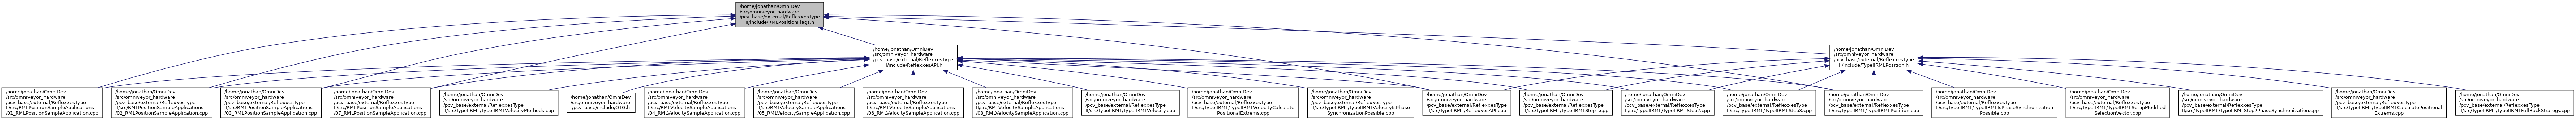 /home/jonathan/OmniDev
/src/omniveyor_hardware
/pcv_base/external/ReflexxesType
II/include/RMLPositionFlags.h
/home/jonathan/OmniDev
/src/omniveyor_hardware
/pcv_base/external/ReflexxesType
II/include/ReflexxesAPI.h
/home/jonathan/OmniDev
/src/omniveyor_hardware
/pcv_base/external/ReflexxesType
II/include/TypeIIRMLPosition.h
/home/jonathan/OmniDev
/src/omniveyor_hardware
/pcv_base/external/ReflexxesType
II/src/RMLPositionSampleApplications
/01_RMLPositionSampleApplication.cpp
/home/jonathan/OmniDev
/src/omniveyor_hardware
/pcv_base/external/ReflexxesType
II/src/RMLPositionSampleApplications
/02_RMLPositionSampleApplication.cpp
/home/jonathan/OmniDev
/src/omniveyor_hardware
/pcv_base/external/ReflexxesType
II/src/RMLPositionSampleApplications
/03_RMLPositionSampleApplication.cpp
/home/jonathan/OmniDev
/src/omniveyor_hardware
/pcv_base/external/ReflexxesType
II/src/RMLPositionSampleApplications
/07_RMLPositionSampleApplication.cpp
/home/jonathan/OmniDev
/src/omniveyor_hardware
/pcv_base/external/ReflexxesType
II/src/TypeIIRML/TypeIIRMLVelocityMethods.cpp
/home/jonathan/OmniDev
/src/omniveyor_hardware
/pcv_base/include/OTG.h
/home/jonathan/OmniDev
/src/omniveyor_hardware
/pcv_base/external/ReflexxesType
II/src/RMLVelocitySampleApplications
/04_RMLVelocitySampleApplication.cpp
/home/jonathan/OmniDev
/src/omniveyor_hardware
/pcv_base/external/ReflexxesType
II/src/RMLVelocitySampleApplications
/05_RMLVelocitySampleApplication.cpp
/home/jonathan/OmniDev
/src/omniveyor_hardware
/pcv_base/external/ReflexxesType
II/src/RMLVelocitySampleApplications
/06_RMLVelocitySampleApplication.cpp
/home/jonathan/OmniDev
/src/omniveyor_hardware
/pcv_base/external/ReflexxesType
II/src/RMLVelocitySampleApplications
/08_RMLVelocitySampleApplication.cpp
/home/jonathan/OmniDev
/src/omniveyor_hardware
/pcv_base/external/ReflexxesType
II/src/TypeIIRML/TypeIIRMLVelocity.cpp
/home/jonathan/OmniDev
/src/omniveyor_hardware
/pcv_base/external/ReflexxesType
II/src/TypeIIRML/TypeIIRMLVelocityCalculate
PositionalExtrems.cpp
/home/jonathan/OmniDev
/src/omniveyor_hardware
/pcv_base/external/ReflexxesType
II/src/TypeIIRML/TypeIIRMLVelocityIsPhase
SynchronizationPossible.cpp
/home/jonathan/OmniDev
/src/omniveyor_hardware
/pcv_base/external/ReflexxesType
II/src/TypeIIRML/ReflexxesAPI.cpp
/home/jonathan/OmniDev
/src/omniveyor_hardware
/pcv_base/external/ReflexxesType
II/src/TypeIIRML/TypeIIRMLStep1.cpp
/home/jonathan/OmniDev
/src/omniveyor_hardware
/pcv_base/external/ReflexxesType
II/src/TypeIIRML/TypeIIRMLStep2.cpp
/home/jonathan/OmniDev
/src/omniveyor_hardware
/pcv_base/external/ReflexxesType
II/src/TypeIIRML/TypeIIRMLStep3.cpp
/home/jonathan/OmniDev
/src/omniveyor_hardware
/pcv_base/external/ReflexxesType
II/src/TypeIIRML/TypeIIRMLPosition.cpp
/home/jonathan/OmniDev
/src/omniveyor_hardware
/pcv_base/external/ReflexxesType
II/src/TypeIIRML/TypeIIRMLIsPhaseSynchronization
Possible.cpp
/home/jonathan/OmniDev
/src/omniveyor_hardware
/pcv_base/external/ReflexxesType
II/src/TypeIIRML/TypeIIRMLSetupModified
SelectionVector.cpp
/home/jonathan/OmniDev
/src/omniveyor_hardware
/pcv_base/external/ReflexxesType
II/src/TypeIIRML/TypeIIRMLStep2PhaseSynchronization.cpp
/home/jonathan/OmniDev
/src/omniveyor_hardware
/pcv_base/external/ReflexxesType
II/src/TypeIIRML/TypeIIRMLCalculatePositional
Extrems.cpp
/home/jonathan/OmniDev
/src/omniveyor_hardware
/pcv_base/external/ReflexxesType
II/src/TypeIIRML/TypeIIRMLFallBackStrategy.cpp